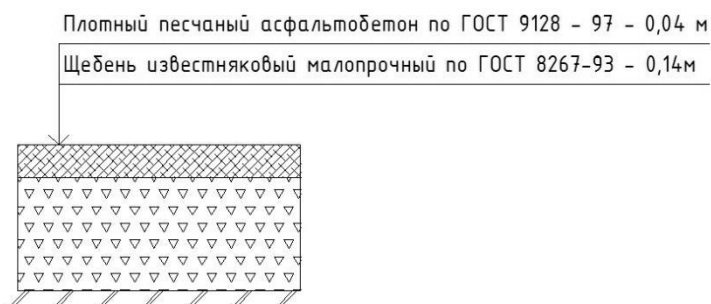 Плотный песчаный асфальтобетон по ГОСТ 9128 - 97 - 0,04 м
Щебень известняковый малопрочный по ГОСТ 8267-93 - 0,14м